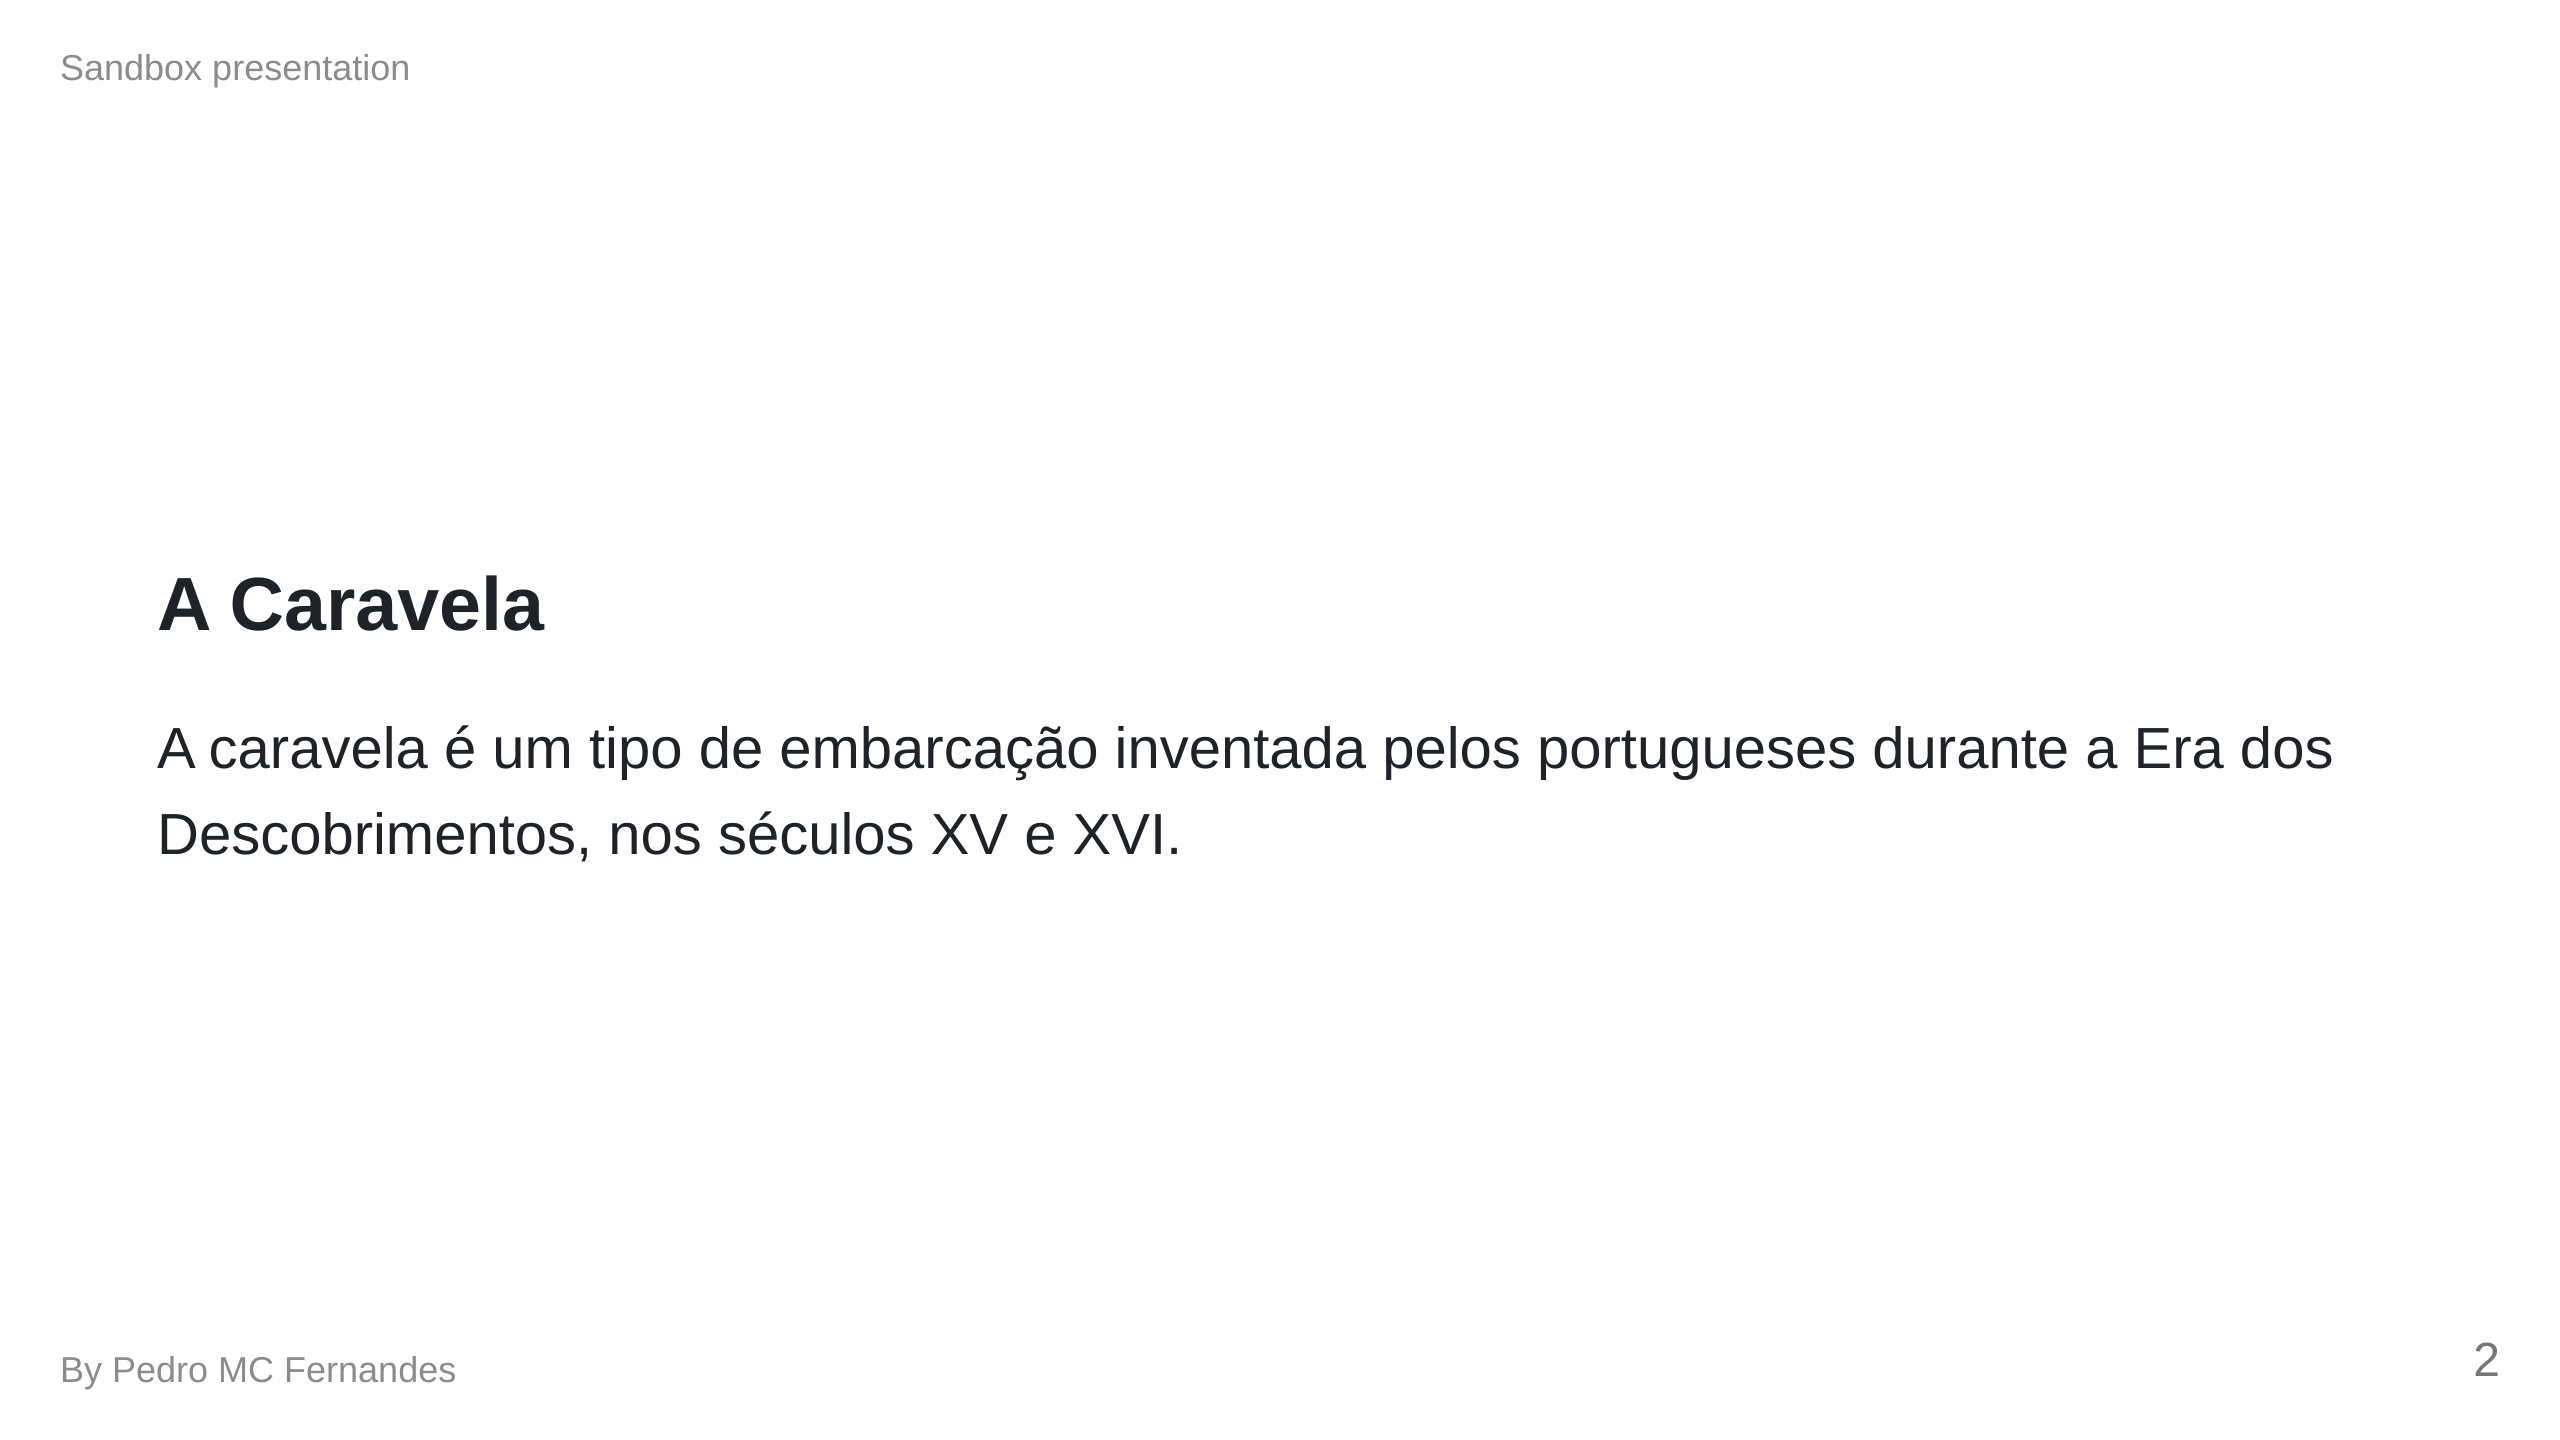 Sandbox presentation
A Caravela
A caravela é um tipo de embarcação inventada pelos portugueses durante a Era dos
Descobrimentos, nos séculos XV e XVI.
By Pedro MC Fernandes
2